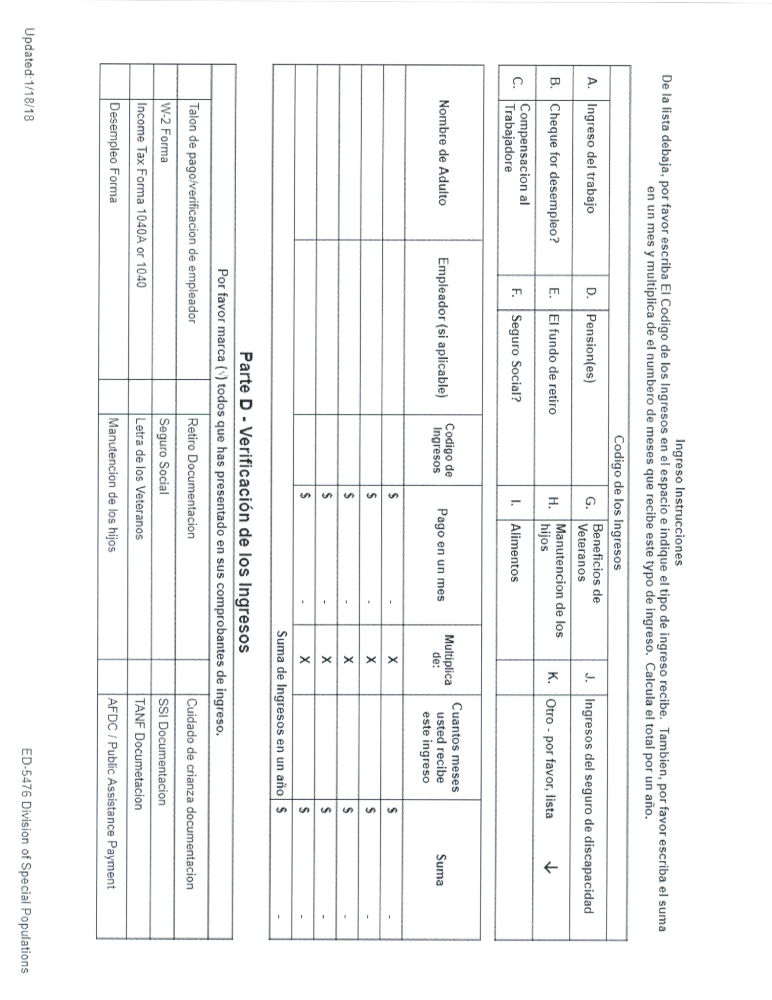 Ingreso Instrucciones
De la lista debaja, por favor escriba El Codigo de los Ingresos en el espacio e indique el tipo de ingreso recibe. Tambien, por favor escriba el suma
en un mes y multiplica de el numbero de meses que recibe este typo de ingreso. Calcula el total por un año.
Codigo de los Ingresos
A. Ingreso del trabajo D. Pension(es) G. Beneficios de Veteranos J. Ingresos del seguro de discapacidad
B. Cheque for desempleo? E. El fundo de retiro H. Manutencion de los hijos K. Otro - por favor, lista ↓
C. Compensacion al Trabajadore F. Seguro Social? I. Alimentos
Nombre de Adulto Empleador (si aplicable) Codigo de Ingresos Pago en un mes Multiplica de: Cuantos meses usted recibe este ingreso Suma
$ - X $ -
$ - X $ -
$ - X $ -
$ - X $ -
$ - X $ -
Suma de Ingresos en un año $ -
Parte D - Verificación de los Ingresos
Por favor marca (√) todos que has presentado en sus comprobantes de ingreso.
Talon de pago/verificacion de empleador Retiro Documentacion Cuidado de crianza documentacion
W-2 Forma Seguro Social SSI Documentacion
Income Tax Forma 1040A or 1040 Letra de los Veteranos TANF Documetacion
Desempleo Forma Manutencion de los hijos AFDC / Public Assistance Payment
Updated:1/18/18 ED-5476 Division of Special Populations